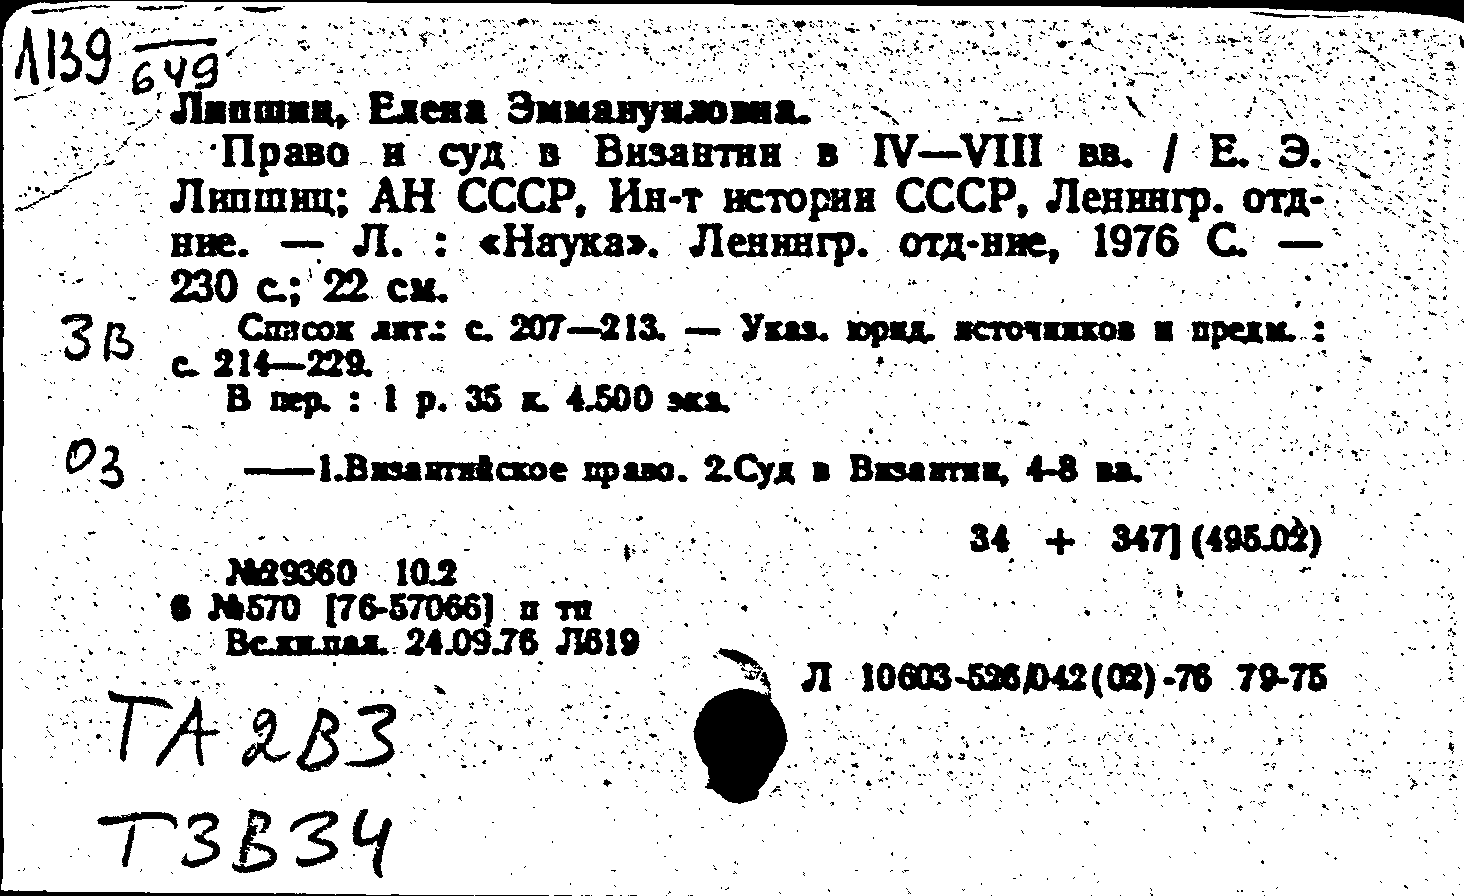 Л139 649
Липшиц, Елена Эммануиловна.
Право и суд в Византии в IV—VIII вв. / Е. Э.
Липшиц; АН СССР, Ин-т истории СССР, Ленингр. отд-
ние. — Л. : «Наука». Ленингр. отд-ние, 1976 С. —
230 с.; 22 см.
3В
Список лит.: с. 207—213. — Указ. юрид. источников и предм. :
с. 214—229.
В пер. : 1 р. 35 к. 4.500 экз.
03
——1.Византийское право. 2.Суд в Византии, 4-8 вв.
34 + 347] (495.02)
№29360 10.2
6 №570 [76-57066] п тп
Вс.кн.пал. 24.09.76 Л619
Л 10603-526/042(02)-76 79-75
ТА2В3
Т3В34